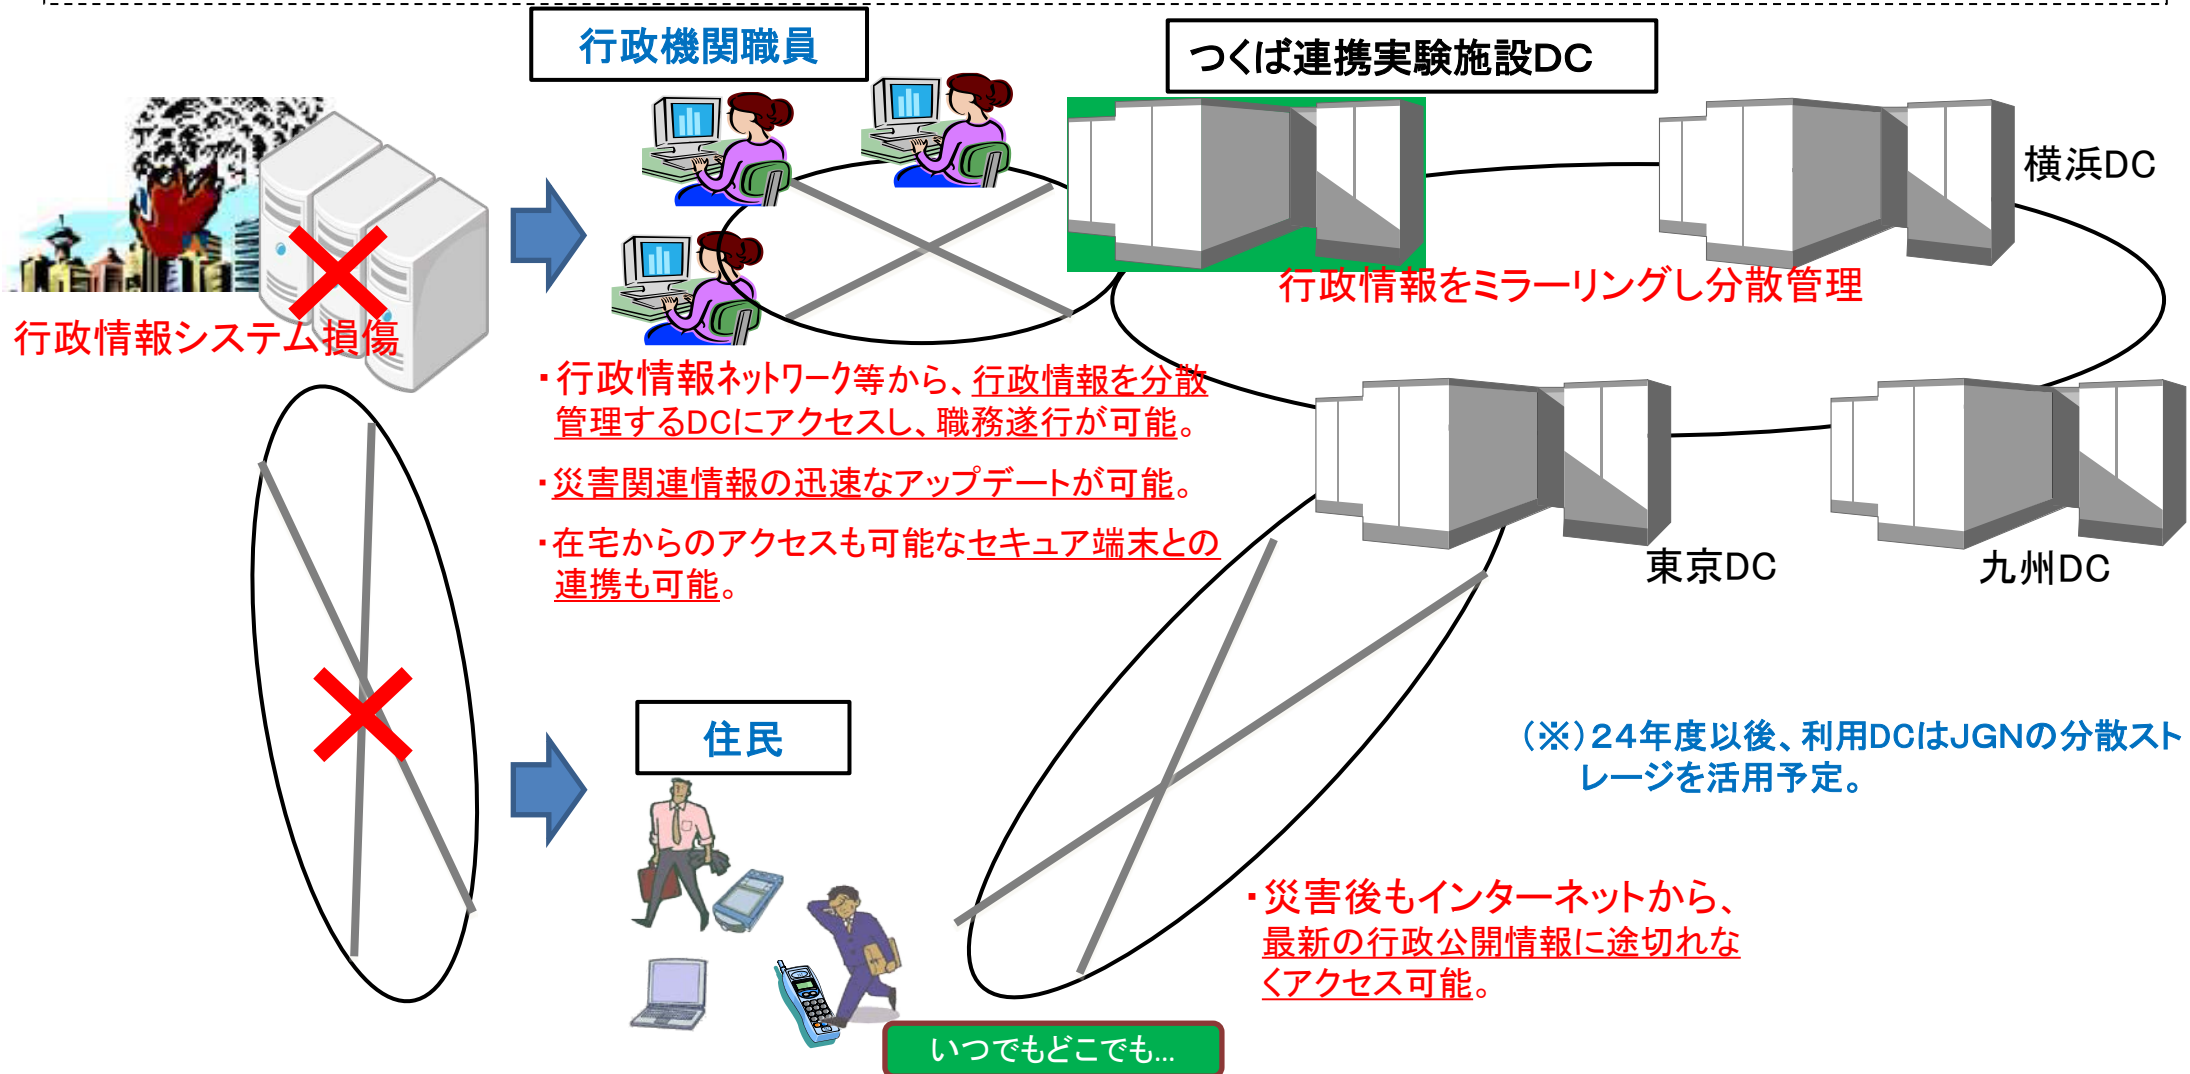 行政機関職員
つくば連携実験施設DC
横浜DC
行政情報をミラーリングし分散管理
行政情報システム損傷
・行政情報ネットワーク等から、行政情報を分散
管理するDCにアクセスし、職務遂行が可能。
・災害関連情報の迅速なアップデートが可能。
・在宅からのアクセスも可能なセキュア端末との
連携も可能。
東京DC
九州DC
住民
（※）24年度以後、利用DCはJGNの分散スト
レージを活用予定。
・災害後もインターネットから、
最新の行政公開情報に途切れな
くアクセス可能。
いつでもどこでも…